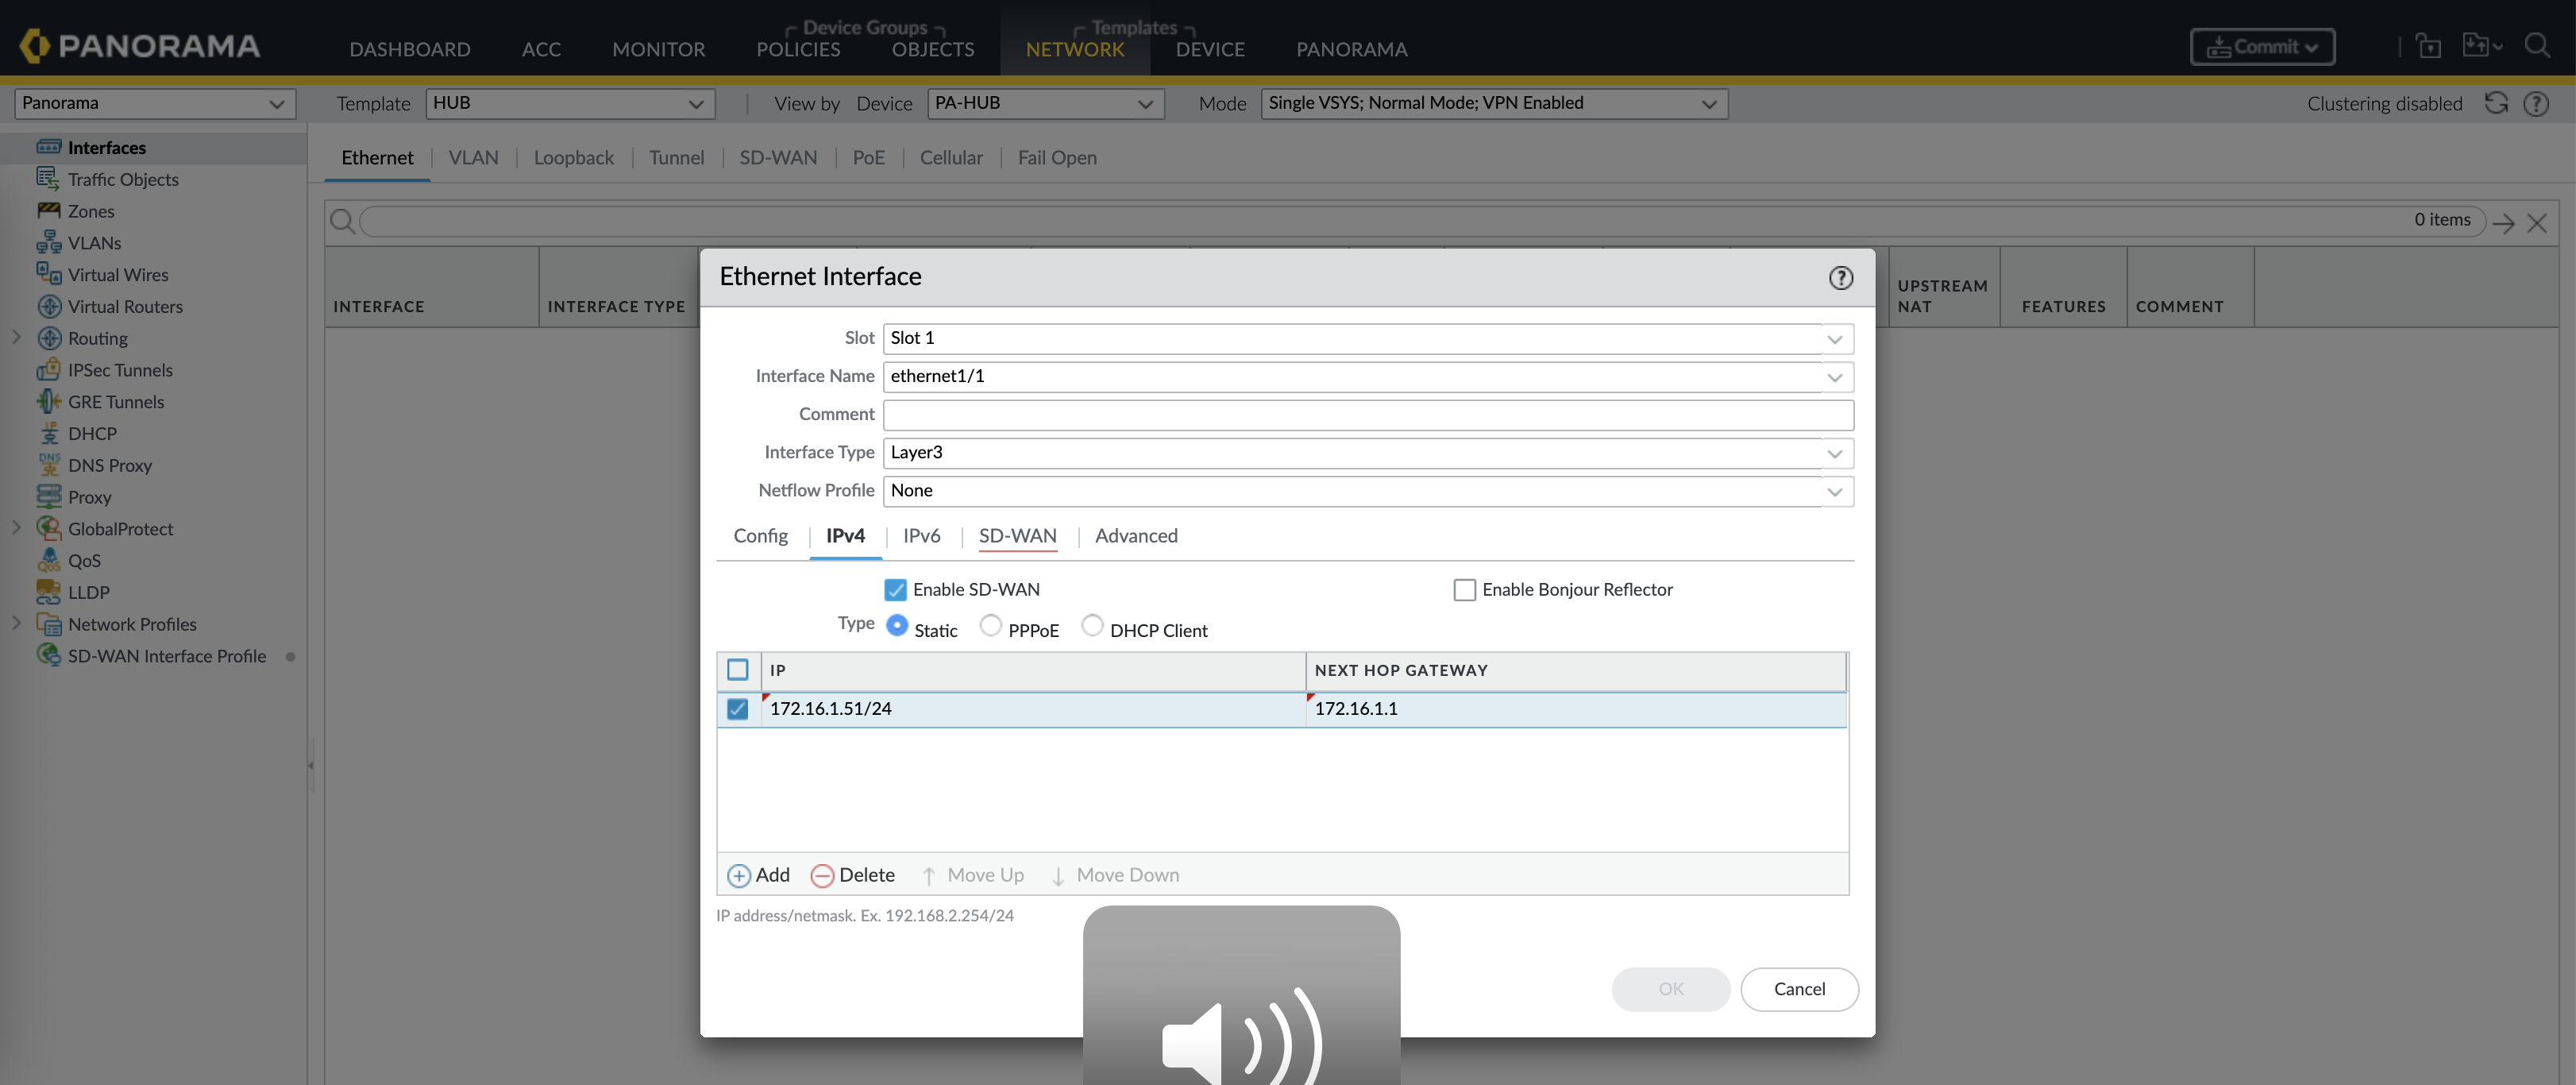 PANORAMA
DASHBOARD ACC MONITOR
Device Groups
POLICIES OBJECTS
Templates
NETWORK DEVICE
PANORAMA
Commit
Panorama
Template HUB
View by Device PA-HUB
Mode Single VSYS; Normal Mode; VPN Enabled
Clustering disabled
Interfaces
Traffic Objects
Zones
VLANs
Virtual Wires
Virtual Routers
Routing
IPSec Tunnels
GRE Tunnels
DHCP
DNS Proxy
Proxy
GlobalProtect
QoS
LLDP
Network Profiles
SD-WAN Interface Profile
Ethernet VLAN Loopback Tunnel SD-WAN PoE Cellular Fail Open
0 items
INTERFACE INTERFACE TYPE
UPSTREAM NAT FEATURES COMMENT
Ethernet Interface
Slot Slot 1
Interface Name ethernet1/1
Comment
Interface Type Layer3
Netflow Profile None
Config IPv4 IPv6 SD-WAN Advanced
Enable SD-WAN Enable Bonjour Reflector
Type Static PPPoE DHCP Client
IP NEXT HOP GATEWAY
172.16.1.51/24 172.16.1.1
Add Delete Move Up Move Down
IP address/netmask. Ex. 192.168.2.254/24
OK Cancel